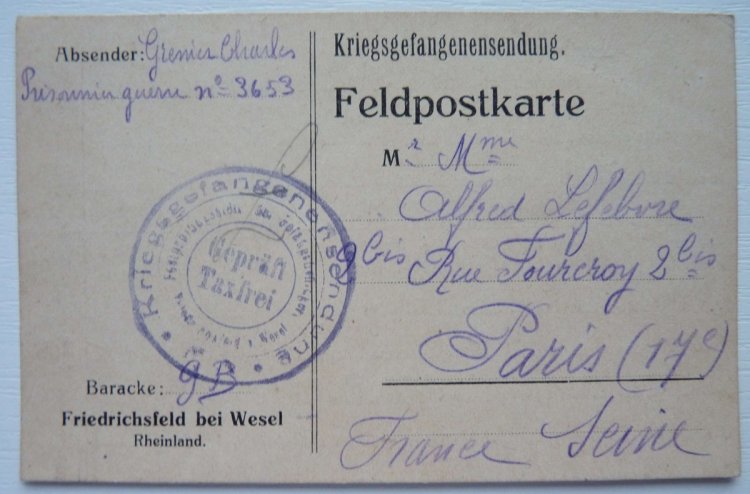 Absender: Grenier Charles
Prisonnier guerre nº 3653
Kriegsgefangenensendung
Geprüft
Taxfrei
Baracke: 9B
Friedrichsfeld bei Wesel
Rheinland.
Kriegsgefangenensendung.
Feldpostkarte
Mr Mme
Alfred Lefebvre
2bis Rue Fourcroy 2bis
Paris (17e)
France Seine